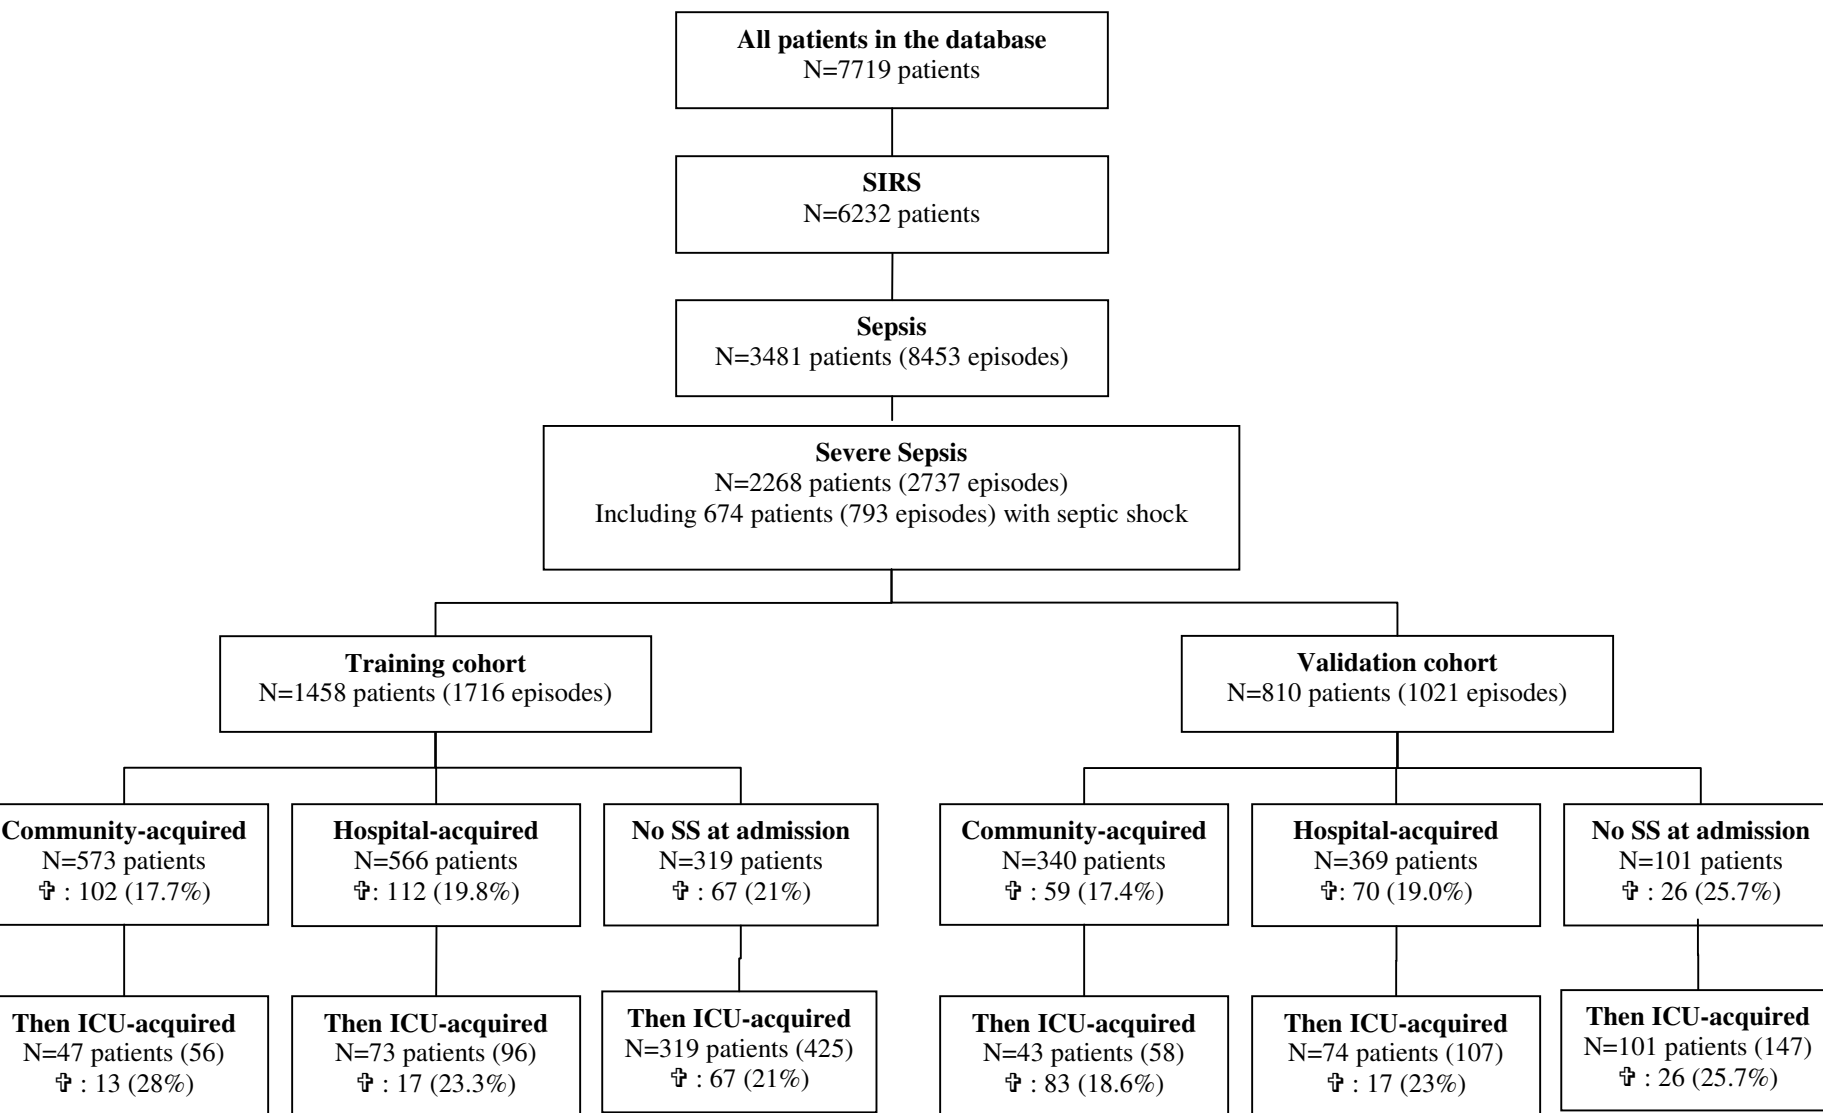 All patients in the database
N=7719 patients
SIRS
N=6232 patients
Sepsis
N=3481 patients (8453 episodes)
Severe Sepsis
N=2268 patients (2737 episodes)
Including 674 patients (793 episodes) with septic shock
Training cohort
N=1458 patients (1716 episodes)
Validation cohort
N=810 patients (1021 episodes)
Community-acquired
N=573 patients
✞ : 102 (17.7%)
Hospital-acquired
N=566 patients
✞: 112 (19.8%)
No SS at admission
N=319 patients
✞ : 67 (21%)
Community-acquired
N=340 patients
✞ : 59 (17.4%)
Hospital-acquired
N=369 patients
✞: 70 (19.0%)
No SS at admission
N=101 patients
✞ : 26 (25.7%)
Then ICU-acquired
N=47 patients (56)
✞ : 13 (28%)
Then ICU-acquired
N=73 patients (96)
✞ : 17 (23.3%)
Then ICU-acquired
N=319 patients (425)
✞ : 67 (21%)
Then ICU-acquired
N=43 patients (58)
✞ : 83 (18.6%)
Then ICU-acquired
N=74 patients (107)
✞ : 17 (23%)
Then ICU-acquired
N=101 patients (147)
✞ : 26 (25.7%)